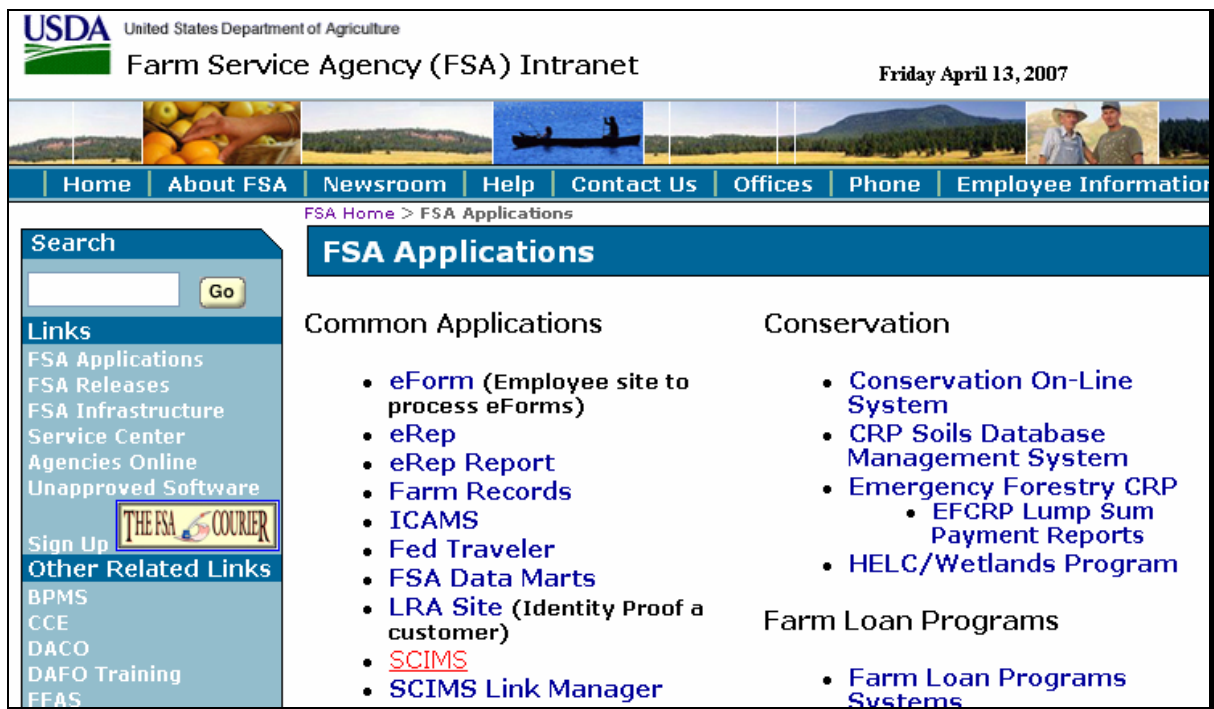 USDA United States Department of Agriculture
Farm Service Agency (FSA) Intranet
Friday April 13, 2007
Home | About FSA | Newsroom | Help | Contact Us | Offices | Phone | Employee Information
FSA Home > FSA Applications
Search
Go
Links
FSA Applications
FSA Releases
FSA Infrastructure
Service Center
Agencies Online
Unapproved Software
Sign Up THE FSA COURIER
Other Related Links
BPMS
CCE
DACO
DAFO Training
FFAS
FSA Applications
Common Applications
• eForm (Employee site to
process eForms)
• eRep
• eRep Report
• Farm Records
• ICAMS
• Fed Traveler
• FSA Data Marts
• LRA Site (Identity Proof a
customer)
• SCIMS
• SCIMS Link Manager
Conservation
• Conservation On-Line
System
• CRP Soils Database
Management System
• Emergency Forestry CRP
• EFCRP Lump Sum
Payment Reports
• HELC/Wetlands Program
Farm Loan Programs
• Farm Loan Programs
Systems